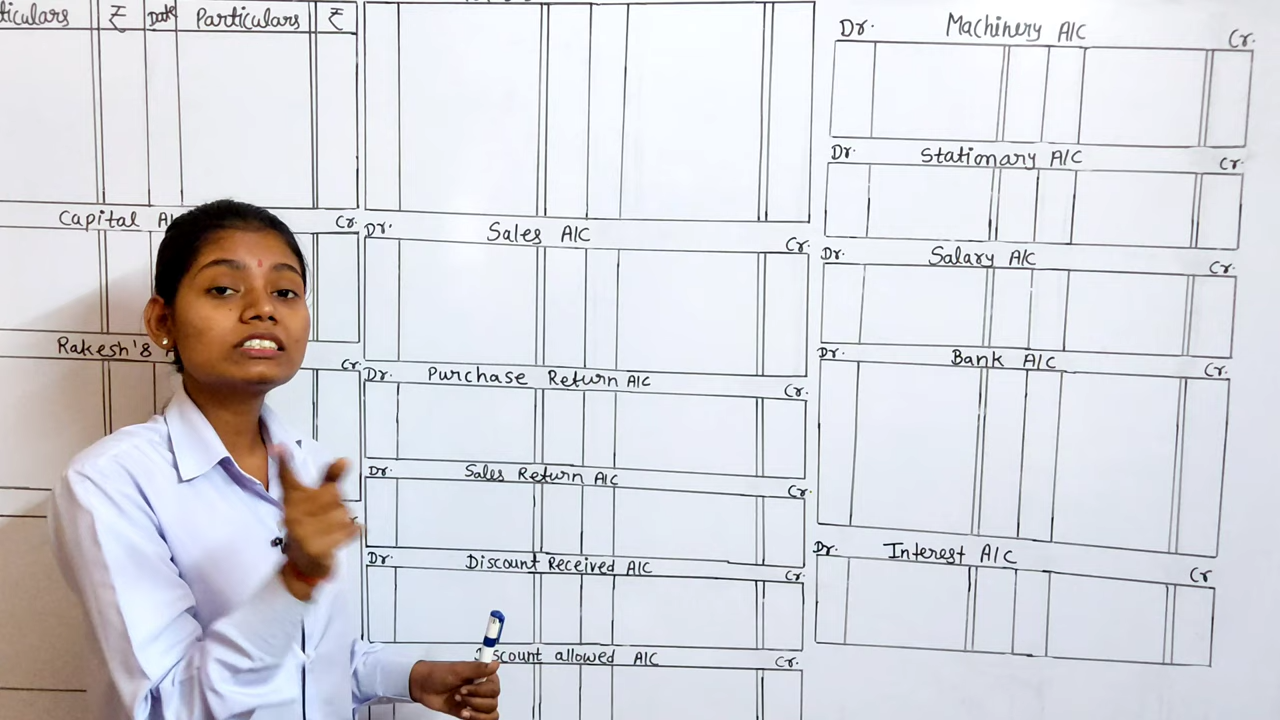 ticulars ₹ Date Particulars ₹
Capital A/ Cr.
Rakesh's A Cr.
Cr.
Dr. Sales A/C Cr.
Dr. Purchase Return A/C Cr.
Dr. Sales Return A/C Cr.
Dr. Discount Received A/C Cr.
iscount allowed A/C Cr.
Dr. Machinery A/C Cr.
Dr. Stationary A/C Cr.
Dr. Salary A/C Cr.
Dr. Bank A/C Cr.
Dr. Interest A/C Cr